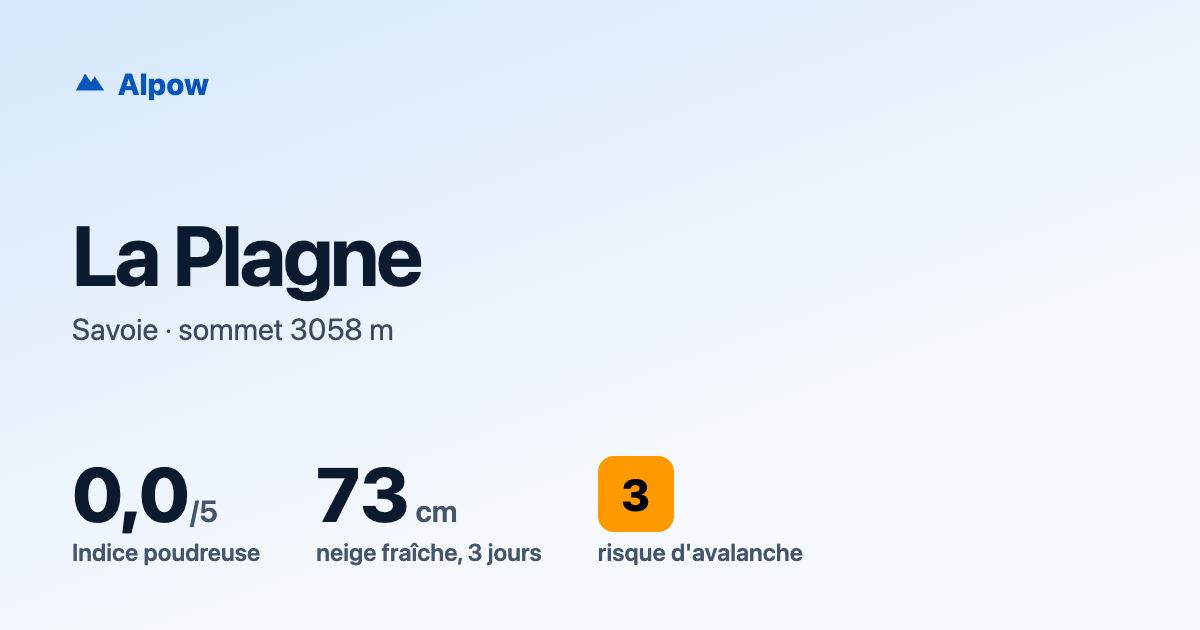 Alpow
La Plagne
Savoie · sommet 3058 m
0,0/5
Indice poudreuse
73 cm
neige fraîche, 3 jours
3
risque d'avalanche